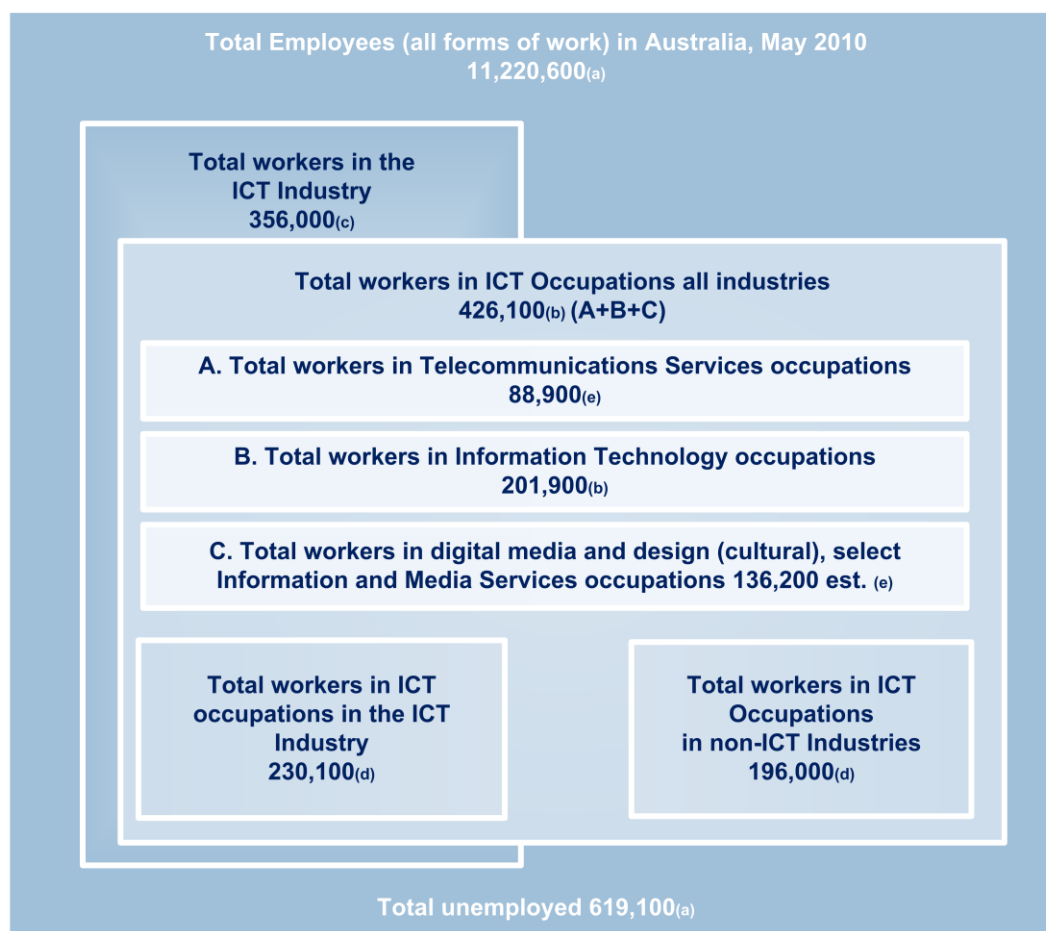 Total Employees (all forms of work) in Australia, May 2010
11,220,600(a)
Total workers in the
ICT Industry
356,000(c)
Total workers in ICT Occupations all industries
426,100(b) (A+B+C)
A. Total workers in Telecommunications Services occupations
88,900(e)
B. Total workers in Information Technology occupations
201,900(b)
C. Total workers in digital media and design (cultural), select
Information and Media Services occupations 136,200 est. (e)
Total workers in ICT
occupations in the ICT
Industry
230,100(d)
Total workers in ICT
Occupations
in non-ICT Industries
196,000(d)
Total unemployed 619,100(a)